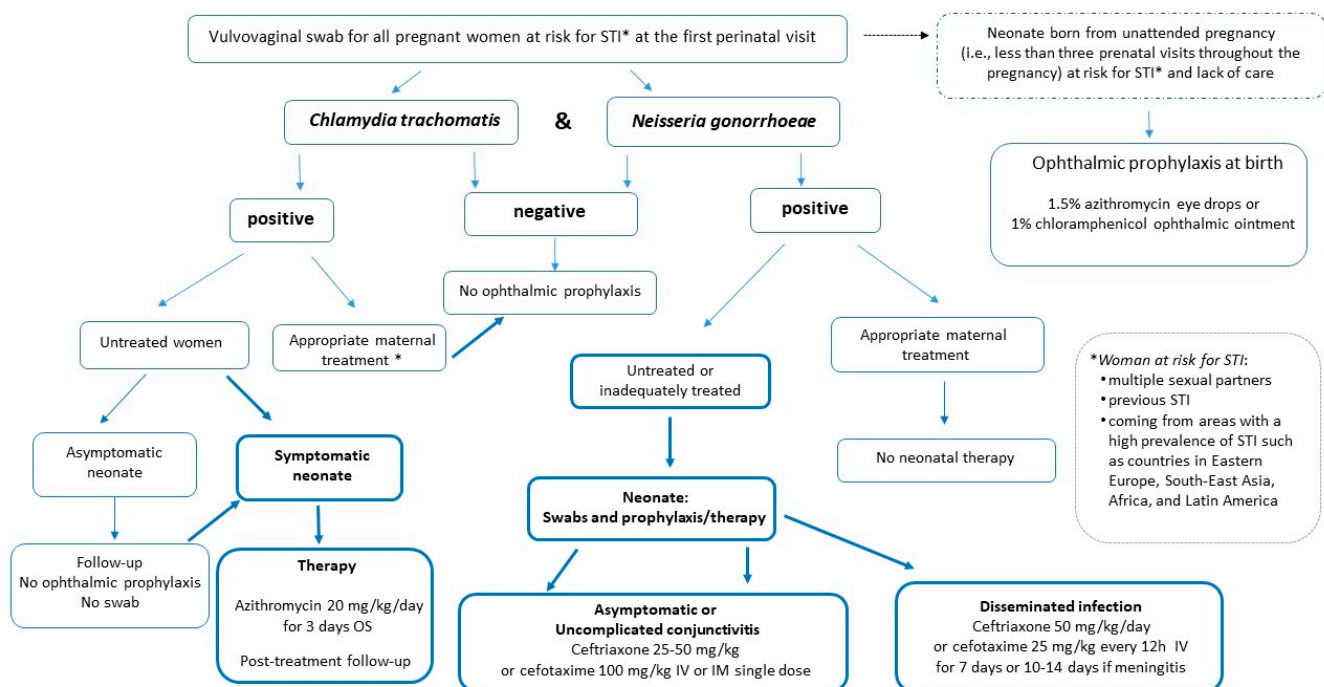 Vulvovaginal swab for all pregnant women at risk for STI* at the first perinatal visit
Neonate born from unattended pregnancy
(i.e., less than three prenatal visits throughout the
pregnancy) at risk for STI* and lack of care
Chlamydia trachomatis
&
Neisseria gonorrhoeae
Ophthalmic prophylaxis at birth
1.5% azithromycin eye drops or
1% chloramphenicol ophthalmic ointment
positive
negative
positive
No ophthalmic prophylaxis
Untreated women
Appropriate maternal
treatment *
Untreated or
inadequately treated
Appropriate maternal
treatment
*Woman at risk for STI:
• multiple sexual partners
• previous STI
• coming from areas with a
high prevalence of STI such
as countries in Eastern
Europe, South-East Asia,
Africa, and Latin America
Asymptomatic
neonate
Symptomatic
neonate
No neonatal therapy
Neonate:
Swabs and prophylaxis/therapy
Follow-up
No ophthalmic prophylaxis
No swab
Therapy
Azithromycin 20 mg/kg/day
for 3 days OS
Post-treatment follow-up
Asymptomatic or
Uncomplicated conjunctivitis
Ceftriaxone 25-50 mg/kg
or cefotaxime 100 mg/kg IV or IM single dose
Disseminated infection
Ceftriaxone 50 mg/kg/day
or cefotaxime 25 mg/kg every 12h IV
for 7 days or 10-14 days if meningitis